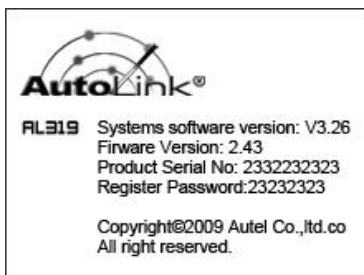 AutoLink®
AL319
Systems software version: V3.26
Firware Version: 2.43
Product Serial No: 2332232323
Register Password:23232323
Copyright©2009 Autel Co.,ltd.co
All right reserved.